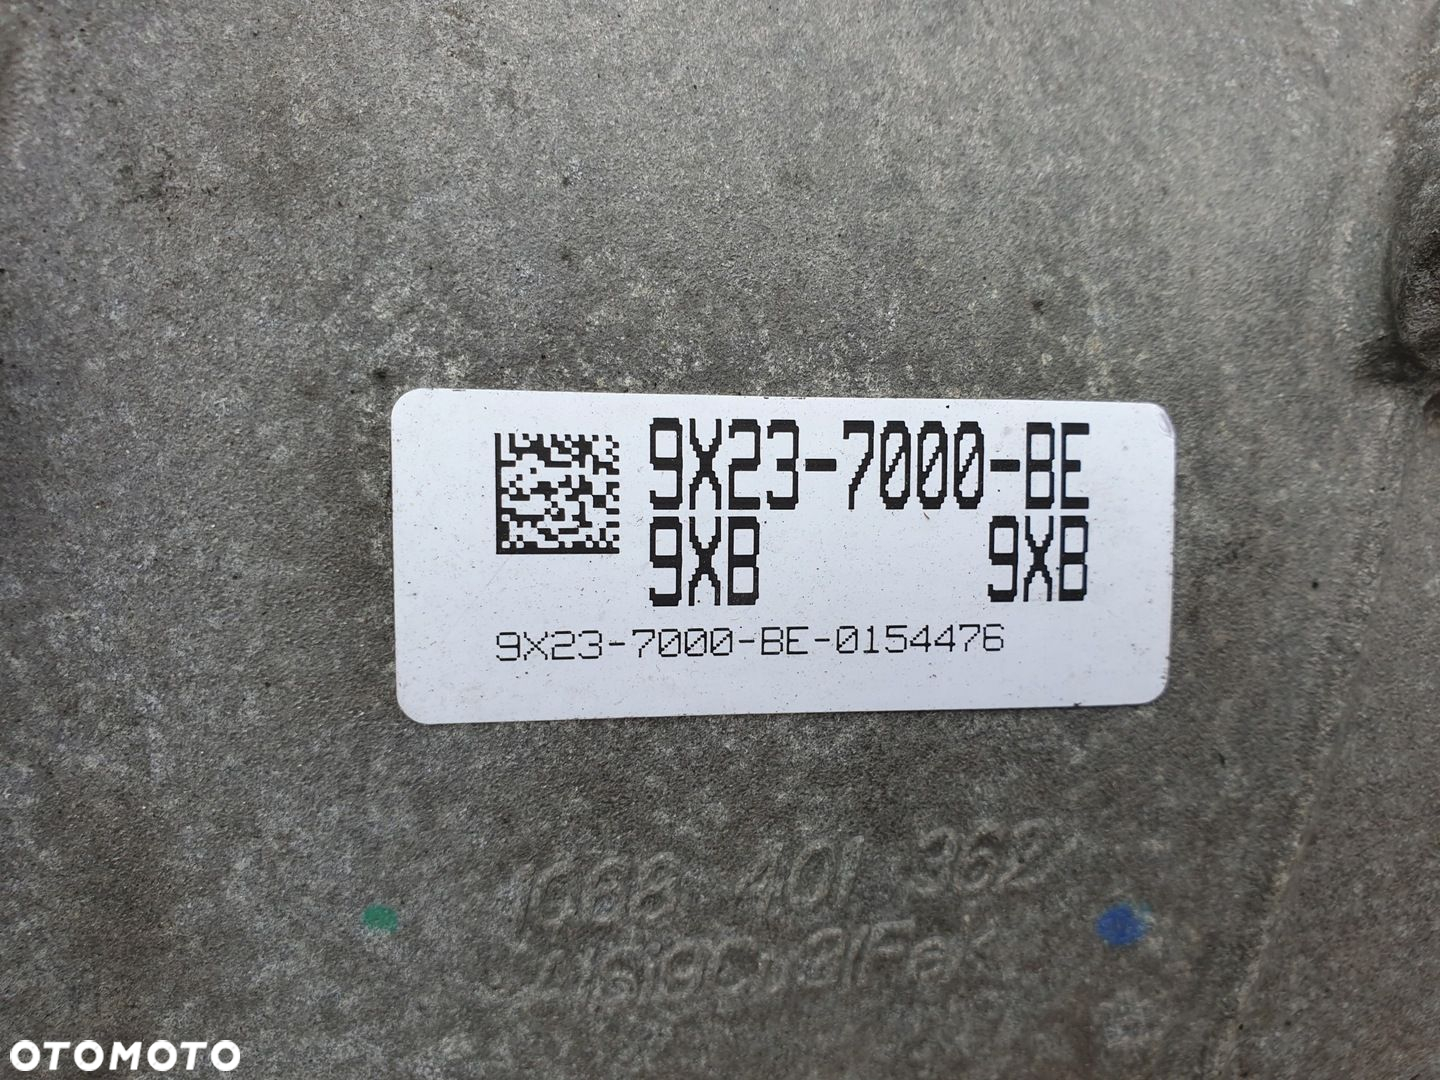 9X23-7000-BE
9XB 9XB
9X23-7000-BE-0154476
1068 401 362
OTOMOTO